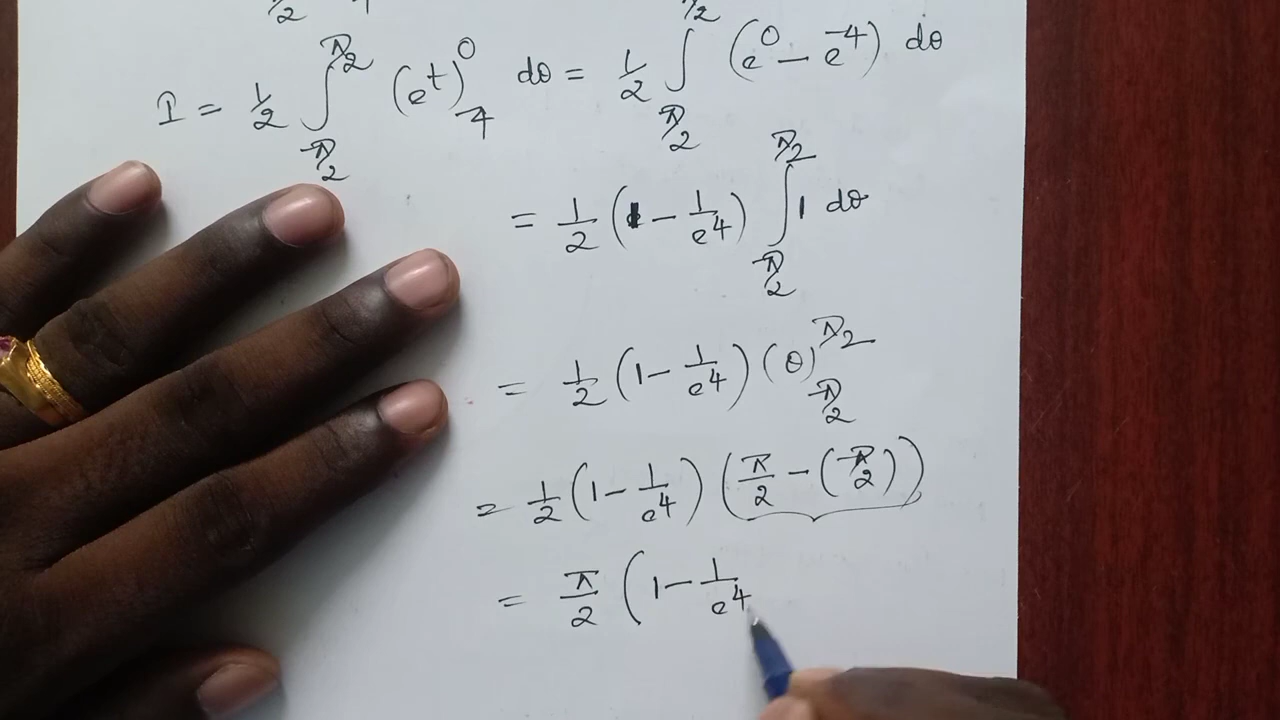 I = 1/2 ∫_{-π/2}^{π/2} (e^t)_{-4}^{0} dθ = 1/2 ∫_{π/2}^{π/2} (e^0 - e^{-4}) dθ
= 1/2 (1 - 1/e^4) ∫_{-π/2}^{π/2} 1 dθ
= 1/2 (1 - 1/e^4) (θ)_{-π/2}^{π/2}
= 1/2 (1 - 1/e^4) (π/2 - (-π/2))
= π/2 (1 - 1/e^4